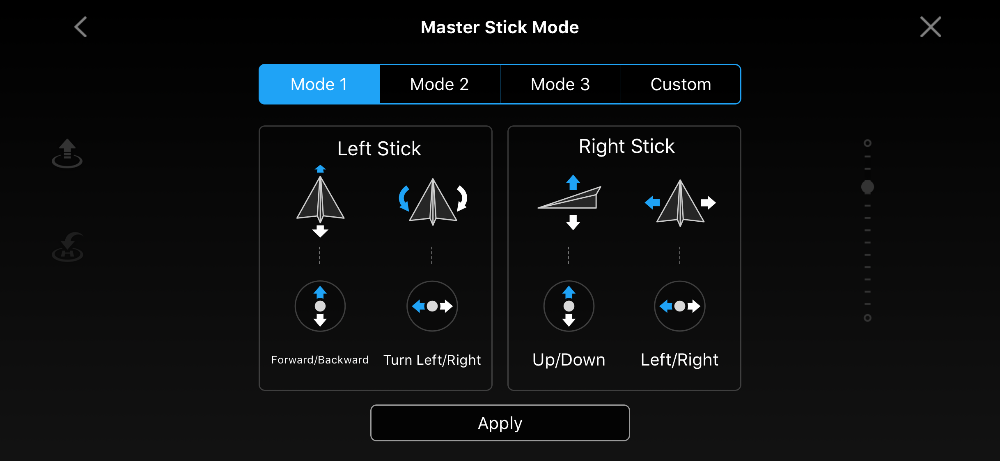 Master Stick Mode
Mode 1
Mode 2
Mode 3
Custom
Left Stick
Forward/Backward
Turn Left/Right
Right Stick
Up/Down
Left/Right
Apply